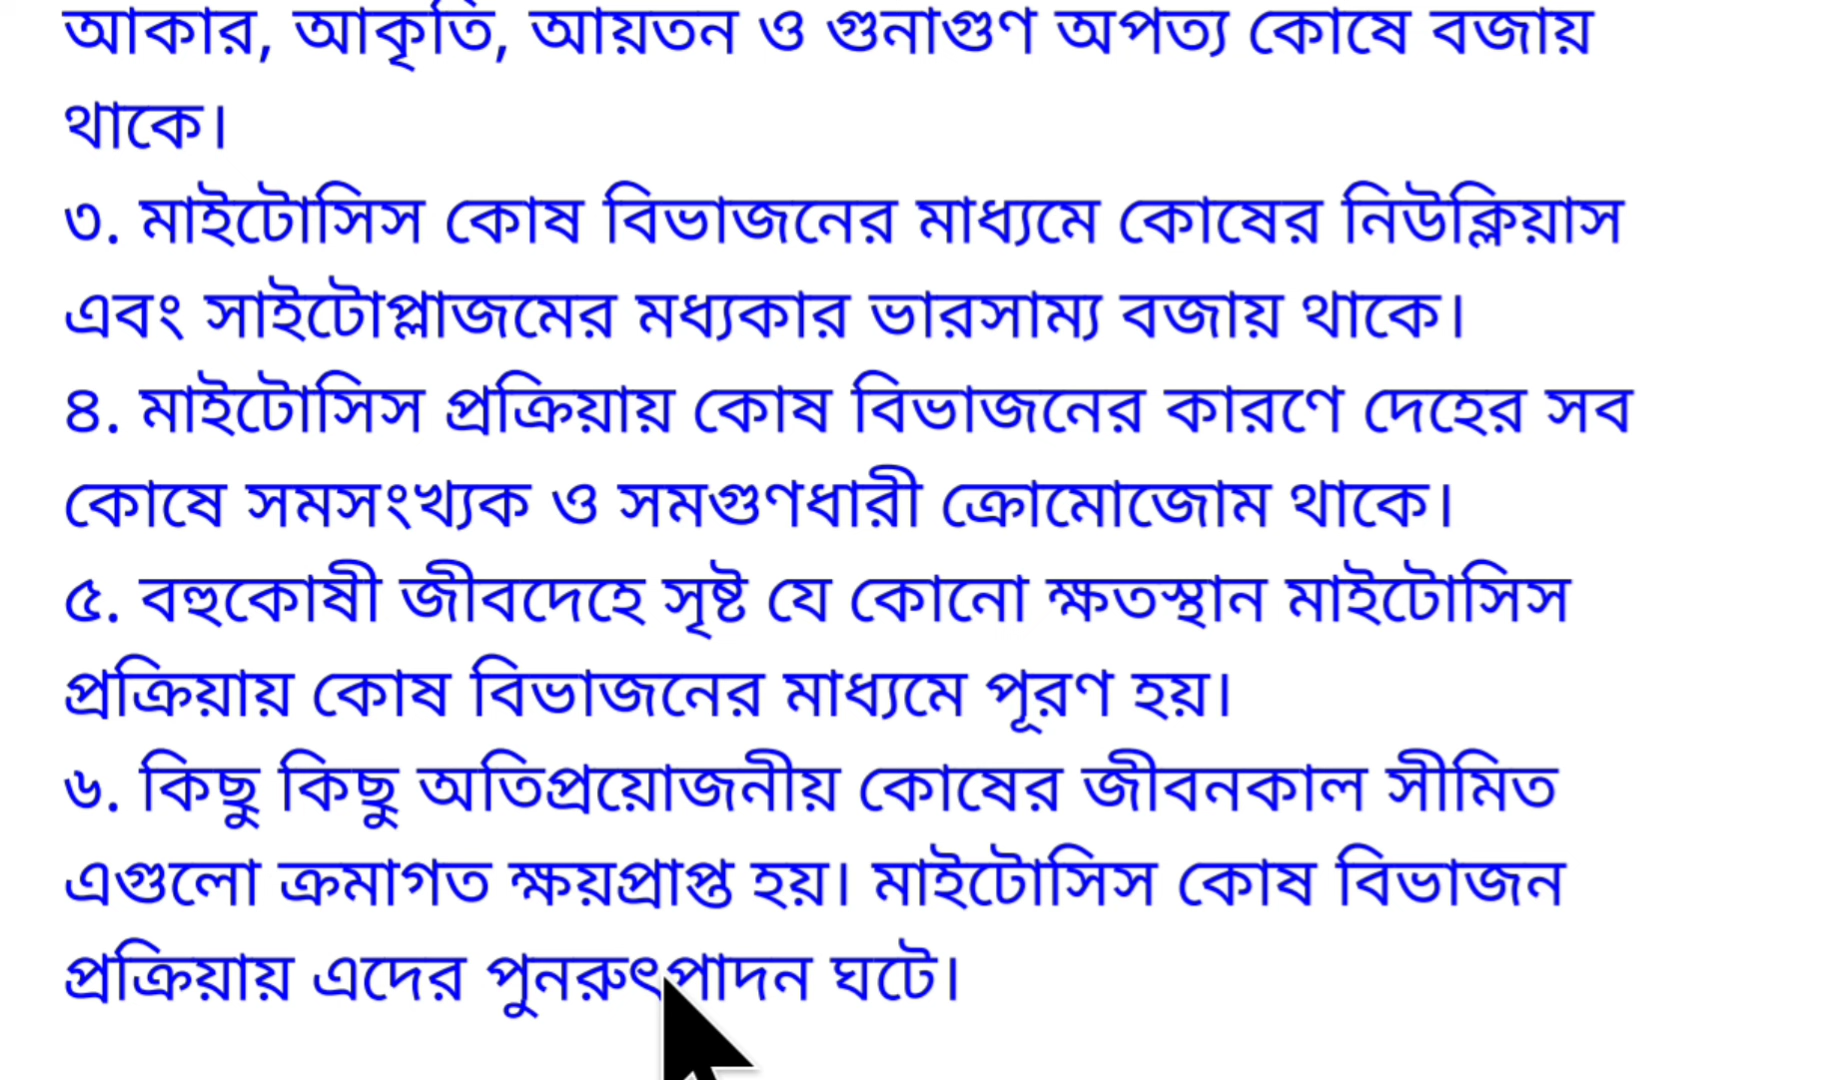 আকার, আকৃতি, আয়তন ও গুনাগুণ অপত্য কোষে বজায়
থাকে।
৩. মাইটোসিস কোষ বিভাজনের মাধ্যমে কোষের নিউক্লিয়াস
এবং সাইটোপ্লাজমের মধ্যকার ভারসাম্য বজায় থাকে।
৪. মাইটোসিস প্রক্রিয়ায় কোষ বিভাজনের কারণে দেহের সব
কোষে সমসংখ্যক ও সমগুণধারী ক্রোমোজোম থাকে।
৫. বহুকোষী জীবদেহে সৃষ্ট যে কোনো ক্ষতস্থান মাইটোসিস
প্রক্রিয়ায় কোষ বিভাজনের মাধ্যমে পূরণ হয়।
৬. কিছু কিছু অতিপ্রয়োজনীয় কোষের জীবনকাল সীমিত
এগুলো ক্রমাগত ক্ষয়প্রাপ্ত হয়। মাইটোসিস কোষ বিভাজন
প্রক্রিয়ায় এদের পুনরুৎপাদন ঘটে।